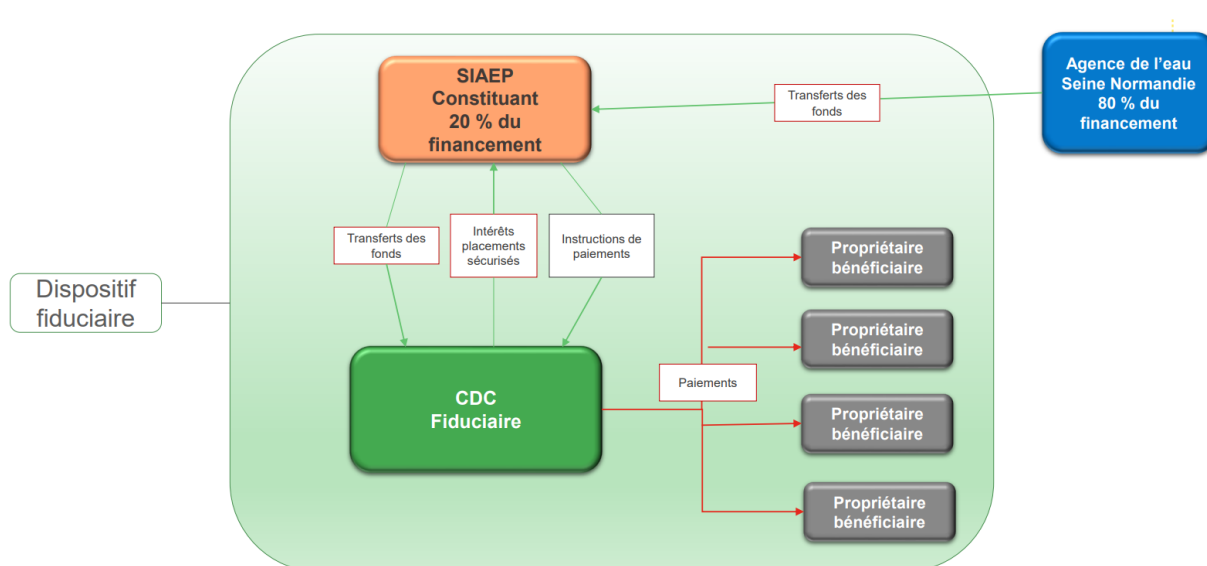 SIAEP
Constituant
20 % du
financement
Agence de l’eau
Seine Normandie
80 % du
financement
Transferts des
fonds
Transferts des
fonds
Intérêts
placements
sécurisés
Instructions de
paiements
Dispositif
fiduciaire
CDC
Fiduciaire
Paiements
Propriétaire
bénéficiaire
Propriétaire
bénéficiaire
Propriétaire
bénéficiaire
Propriétaire
bénéficiaire